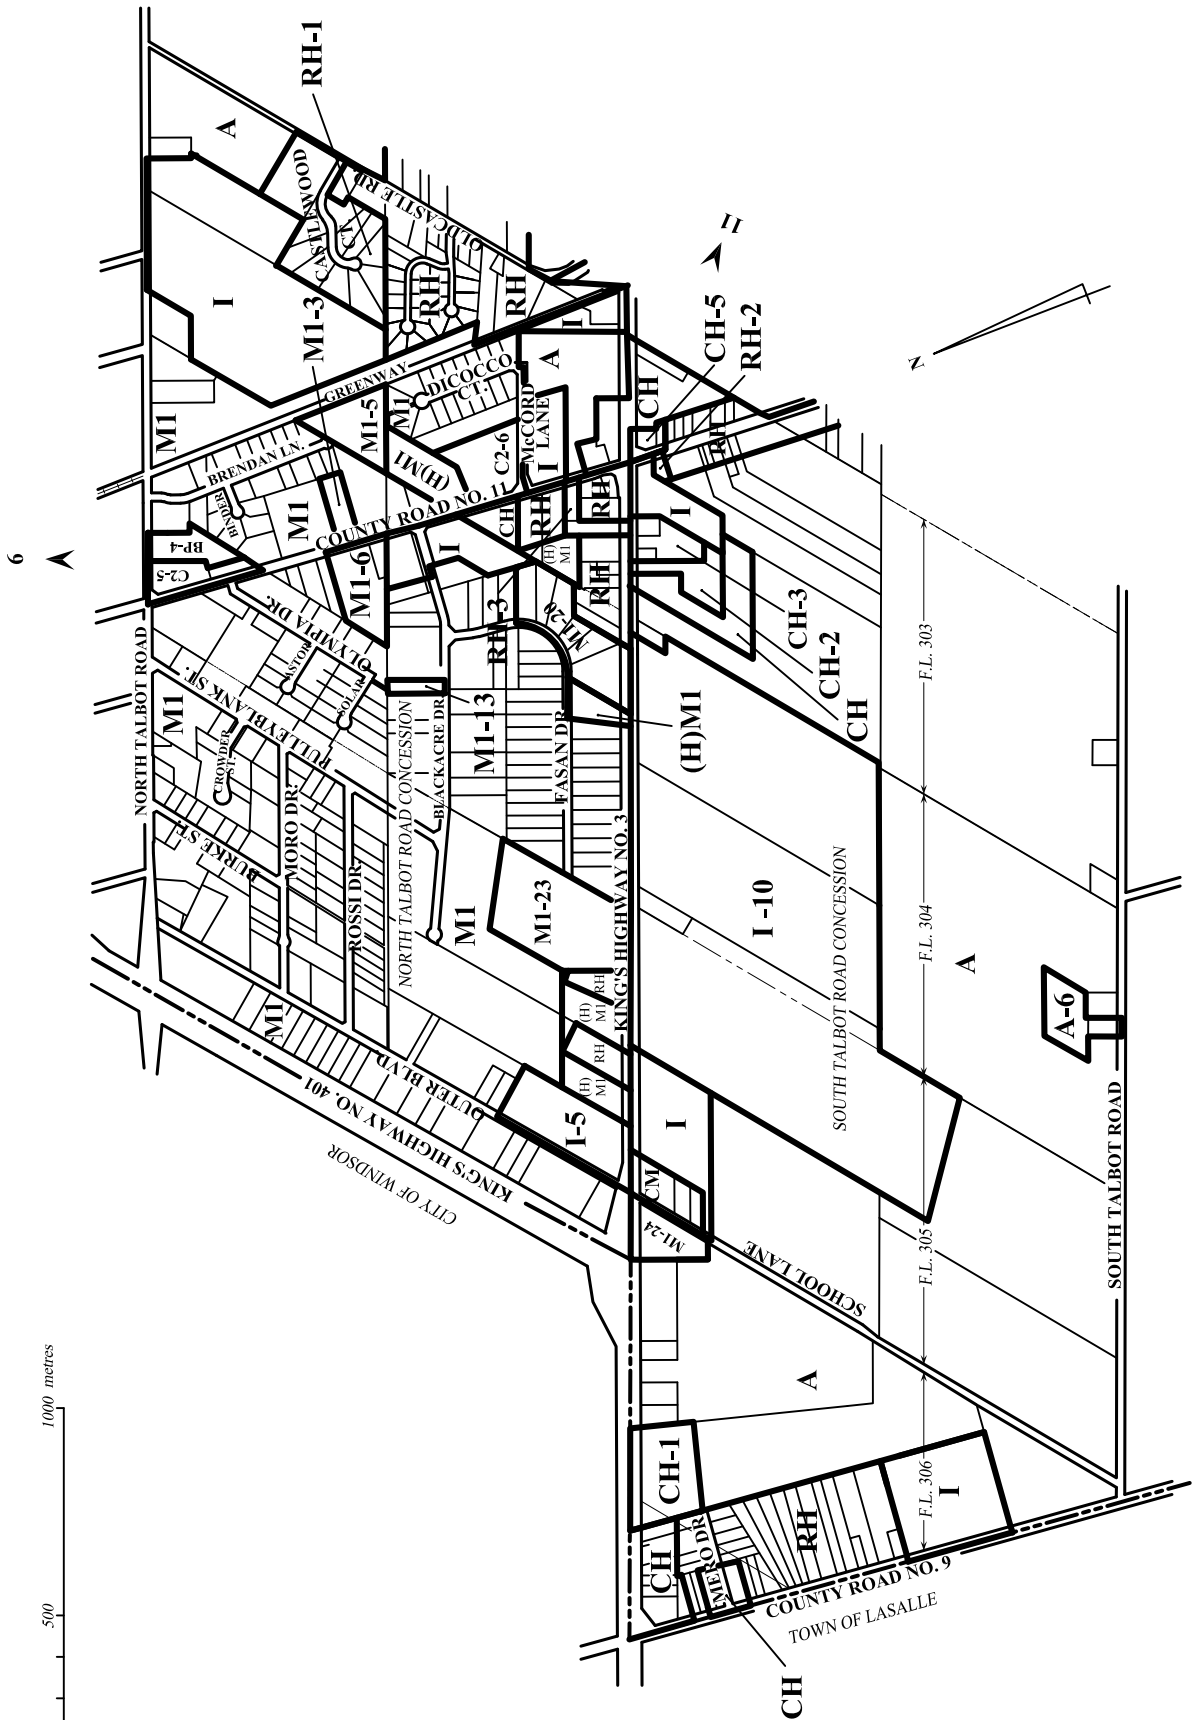 RH-1
A
CASTLEWOOD
CT.
OLDCASTLE RD.
I
M1-3
RH
RH
I
11
GREENWAY
M1
M1-5
M1
DICOCCO
CT.
A
McCORD
LANE
C2-6
I
CH
CH-5
RH-2
RH
N
(H)M1
BRENDAN LN.
BINDER
M1
COUNTY ROAD NO. 11
CH
RH
RH
I
BP-4
C2-5
6
M1-6
I
(H)
M1
RH
CH-3
CH-2
CH
RH-3
M1-20
OLYMPIA DR.
ASTOR
SOLAR
NORTH TALBOT ROAD
M1
PULLEYBLANK ST.
CROWDER
ST.
M1-13
BLACKACRE DR.
NORTH TALBOT ROAD CONCESSION
FASAN DR.
(H)M1
F.L. 303
MORO DR.
BURKE ST.
ROSSI DR.
M1
M1-23
KING'S HIGHWAY NO. 3
I -10
SOUTH TALBOT ROAD CONCESSION
F.L. 304
A
A-6
RH
(H)
M1
RH
(H)
M1
M1
OUTER BLVD
KING'S HIGHWAY NO. 401
CITY OF WINDSOR
I-5
I
CM
M1-24
SCHOOL LANE
F.L. 305
SOUTH TALBOT ROAD
A
CH-1
F.L. 306
I
RH
CH
MERO DR.
COUNTY ROAD NO. 9
TOWN OF LASALLE
CH
1000 metres
500